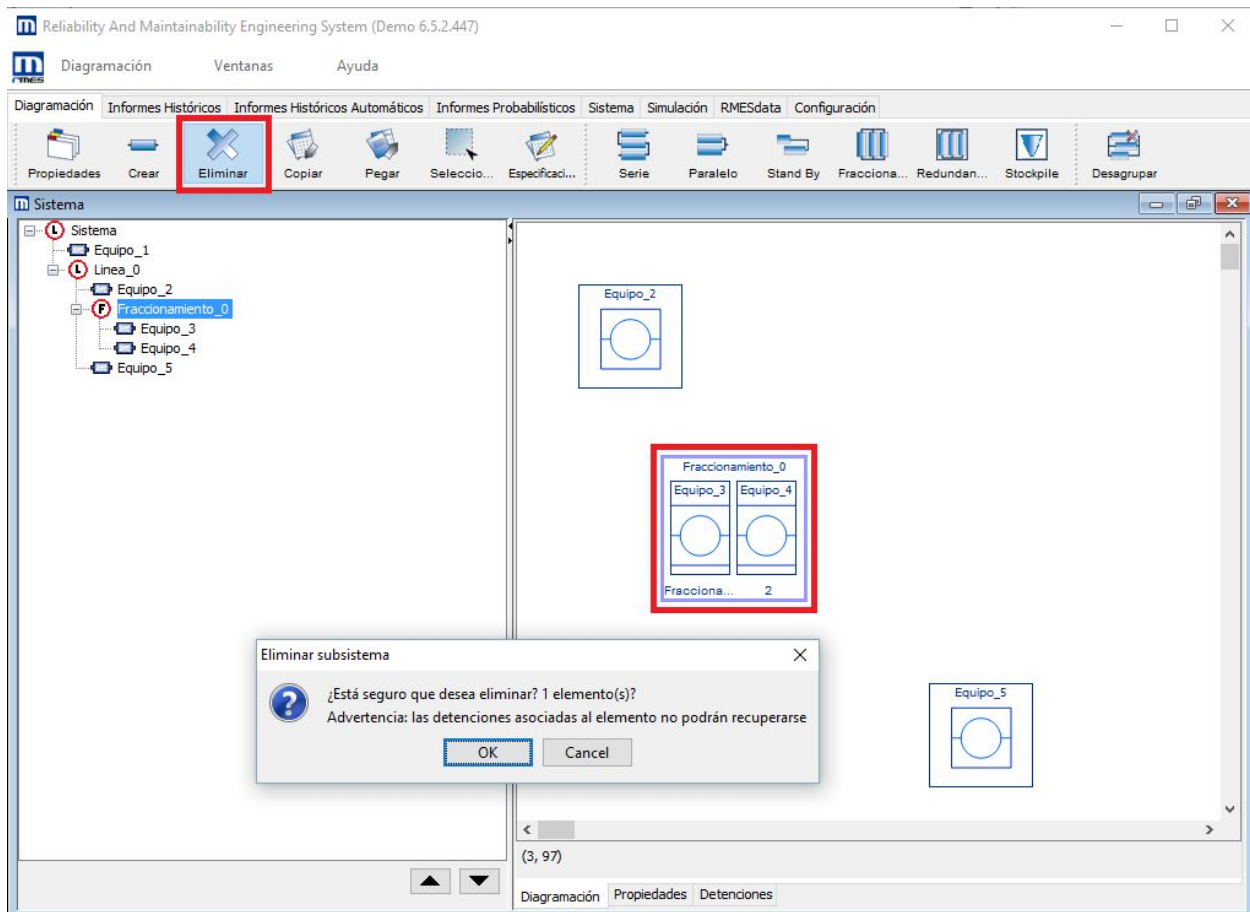 Reliability And Maintainability Engineering System (Demo 6.5.2.447)
rmes
Diagramación Ventanas Ayuda
Diagramación Informes Históricos Informes Históricos Automáticos Informes Probabilísticos Sistema Simulación RMESdata Configuración
Propiedades Crear Eliminar Copiar Pegar Seleccio... Especificaci... Serie Paralelo Stand By Fracciona... Redundan... Stockpile Desagrupar
Sistema
L Sistema
Equipo_1
L Linea_0
Equipo_2
F Fraccionamiento_0
Equipo_3
Equipo_4
Equipo_5
Equipo_2
Fraccionamiento_0
Equipo_3 Equipo_4
Fracciona... 2
Equipo_5
Eliminar subsistema
¿Está seguro que desea eliminar? 1 elemento(s)?
Advertencia: las detenciones asociadas al elemento no podrán recuperarse
OK Cancel
(3, 97)
Diagramación Propiedades Detenciones